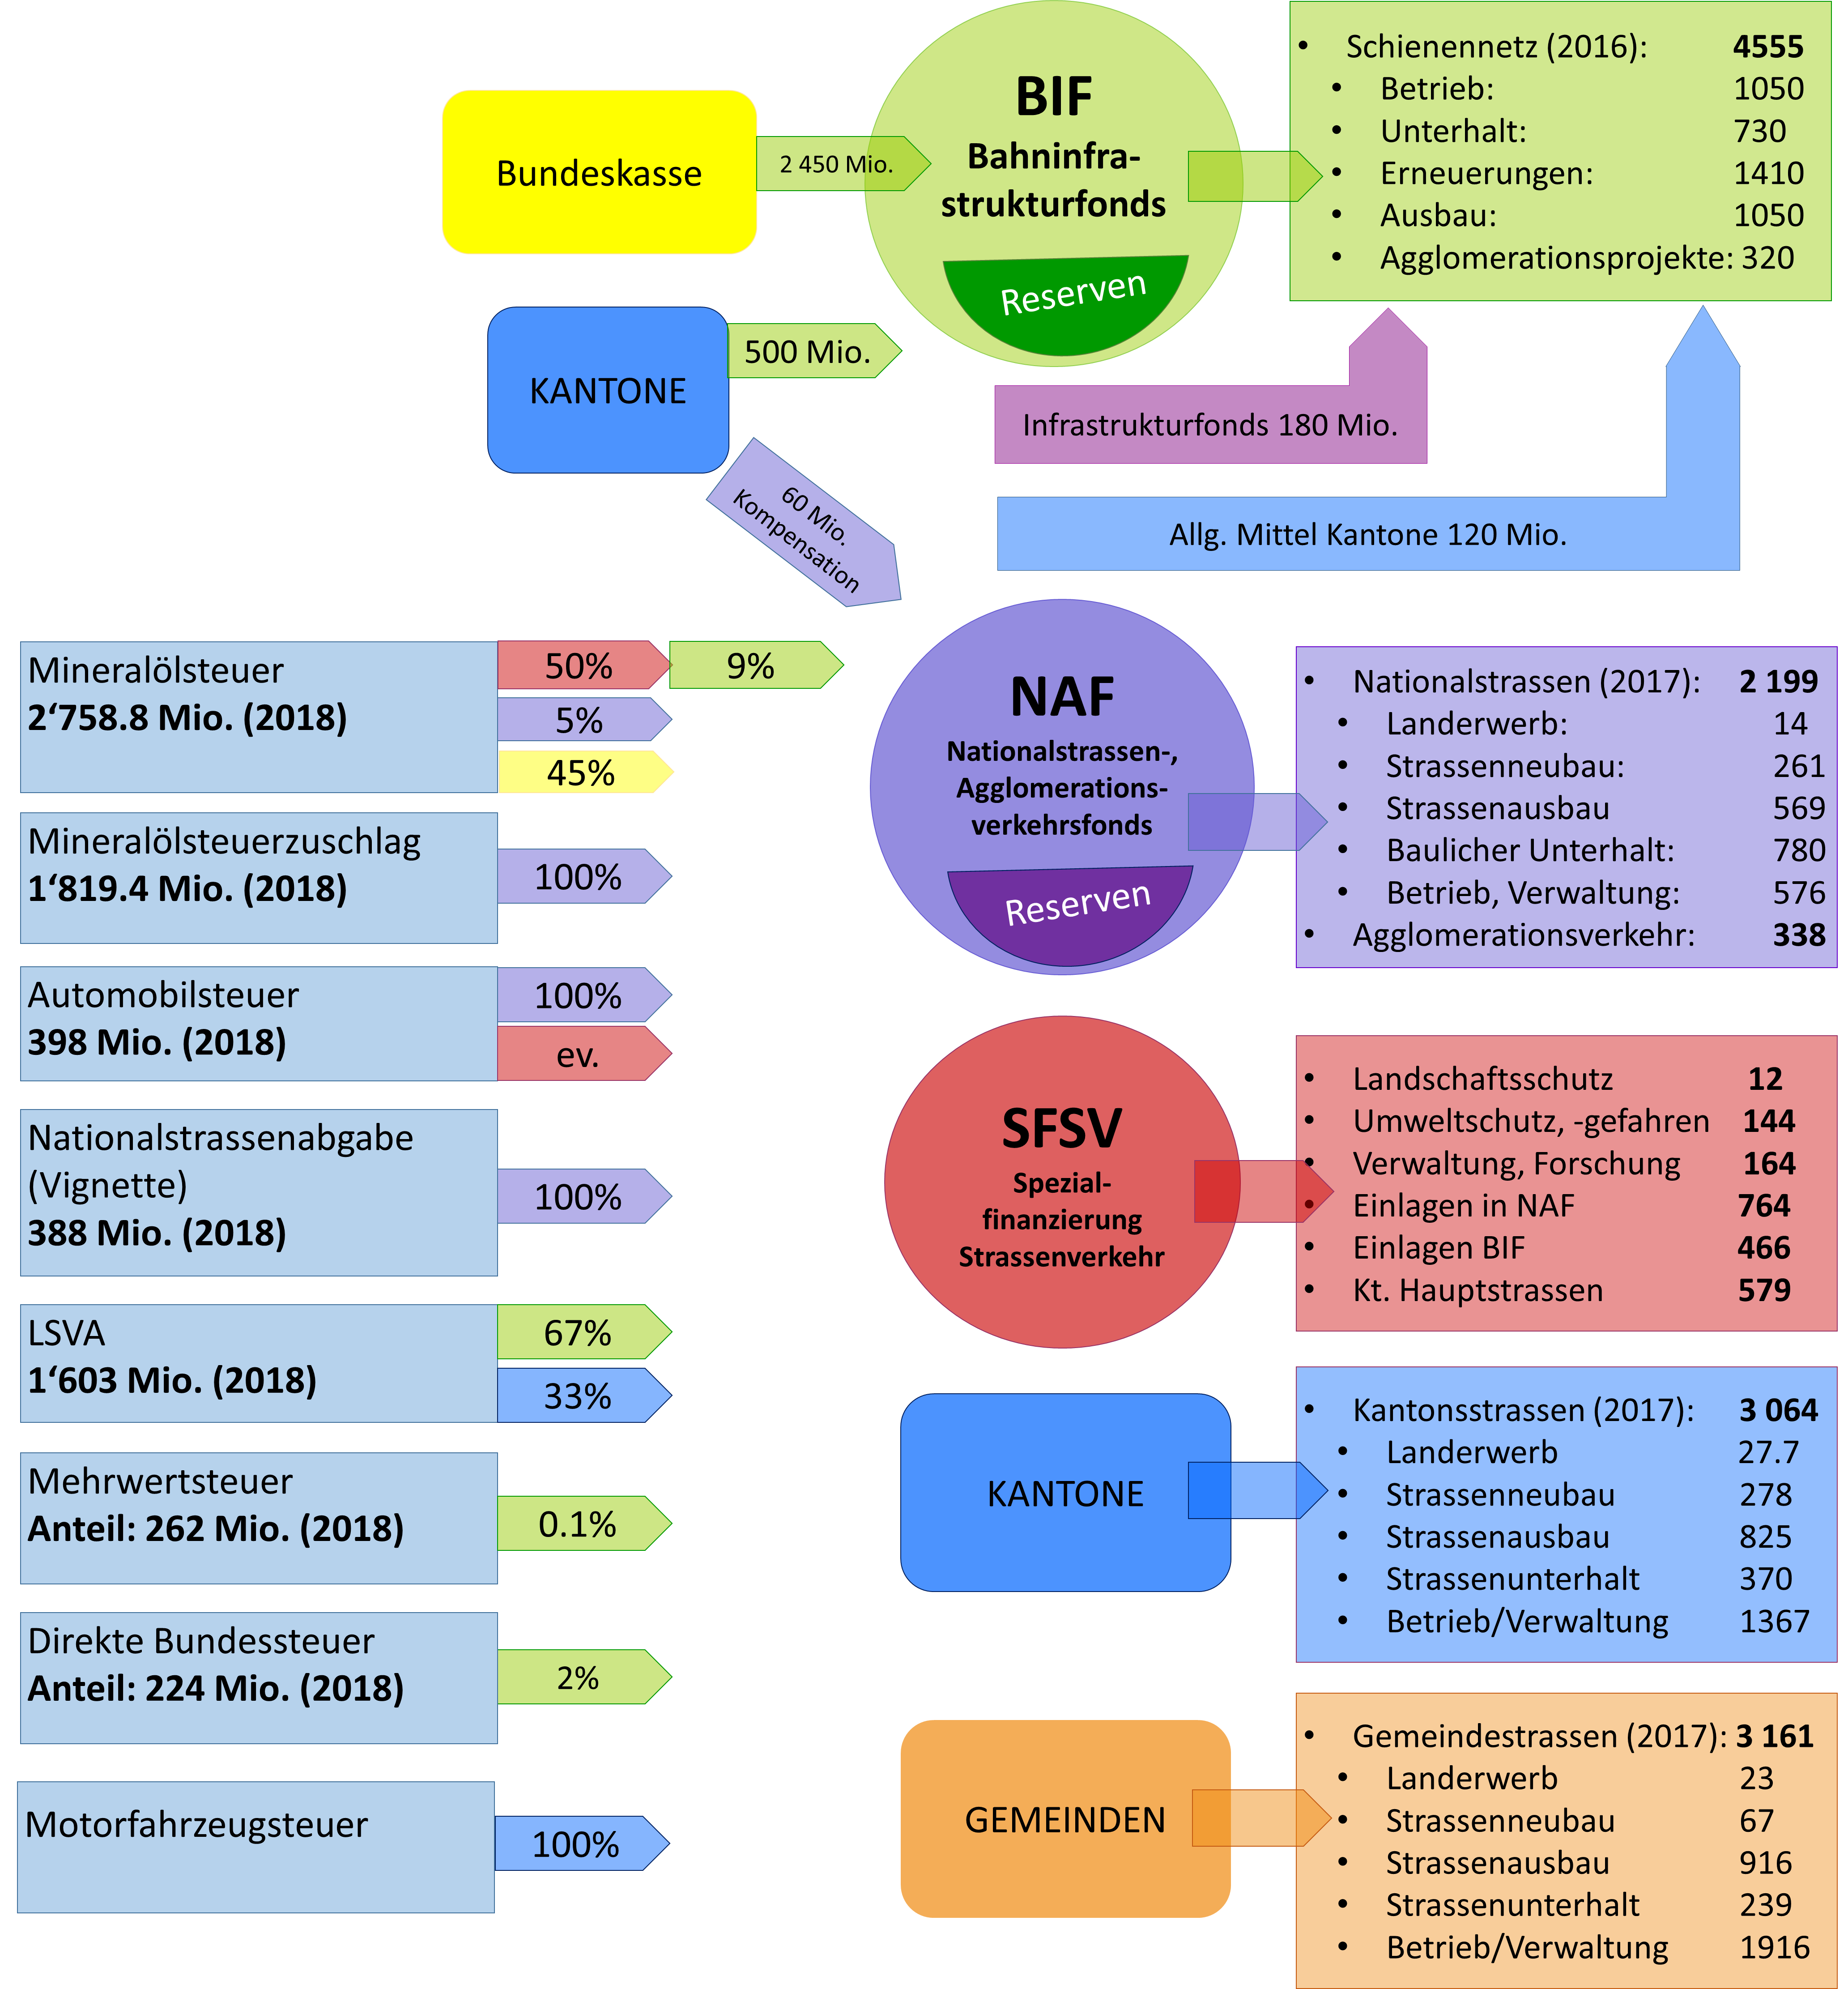 Bundeskasse
2 450 Mio.
BIF
Bahninfra-
strukturfonds
Reserven
• Schienennetz (2016): 4555
• Betrieb: 1050
• Unterhalt: 730
• Erneuerungen: 1410
• Ausbau: 1050
• Agglomerationsprojekte: 320
KANTONE
500 Mio.
60 Mio.
Kompensation
Infrastrukturfonds 180 Mio.
Allg. Mittel Kantone 120 Mio.
Mineralölsteuer
2‘758.8 Mio. (2018)
50%
9%
5%
45%
Mineralölsteuerzuschlag
1‘819.4 Mio. (2018)
100%
Automobilsteuer
398 Mio. (2018)
100%
ev.
Nationalstrassenabgabe
(Vignette)
388 Mio. (2018)
100%
LSVA
1‘603 Mio. (2018)
67%
33%
Mehrwertsteuer
Anteil: 262 Mio. (2018)
0.1%
Direkte Bundessteuer
Anteil: 224 Mio. (2018)
2%
Motorfahrzeugsteuer
100%
NAF
Nationalstrassen-,
Agglomerations-
verkehrsfonds
Reserven
• Nationalstrassen (2017): 2 199
• Landerwerb: 14
• Strassenneubau: 261
• Strassenausbau 569
• Baulicher Unterhalt: 780
• Betrieb, Verwaltung: 576
• Agglomerationsverkehr: 338
SFSV
Spezial-
finanzierung
Strassenverkehr
• Landschaftsschutz 12
• Umweltschutz, -gefahren 144
• Verwaltung, Forschung 164
• Einlagen in NAF 764
• Einlagen BIF 466
• Kt. Hauptstrassen 579
KANTONE
• Kantonsstrassen (2017): 3 064
• Landerwerb 27.7
• Strassenneubau 278
• Strassenausbau 825
• Strassenunterhalt 370
• Betrieb/Verwaltung 1367
GEMEINDEN
• Gemeindestrassen (2017): 3 161
• Landerwerb 23
• Strassenneubau 67
• Strassenausbau 916
• Strassenunterhalt 239
• Betrieb/Verwaltung 1916